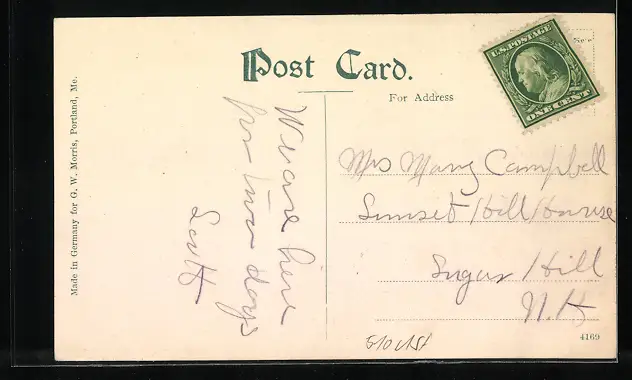 Post Card.
For Address
U.S. POSTAGE
ONE CENT
Made in Germany for G. W. Morris, Portland, Me.
We are here
for two days
Mrs Mary Campbell
Sunset Hill House
Sugar Hill
N. H
4169